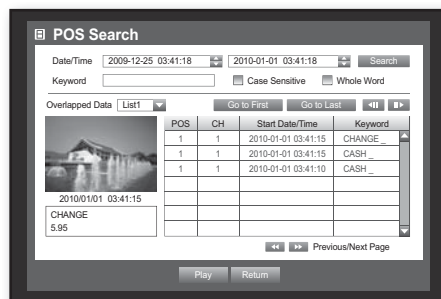 POS Search
Date/Time 2009-12-25 03:41:18 2010-01-01 03:41:18 Search
Keyword Case Sensitive Whole Word
Overlapped Data List1 Go to First Go to Last
POS CH Start Date/Time Keyword
1 1 2010-01-01 03:41:15 CHANGE _
1 1 2010-01-01 03:41:15 CASH _
1 1 2010-01-01 03:41:10 CASH _
2010/01/01 03:41:15
CHANGE
5.95
Previous/Next Page
Play Return